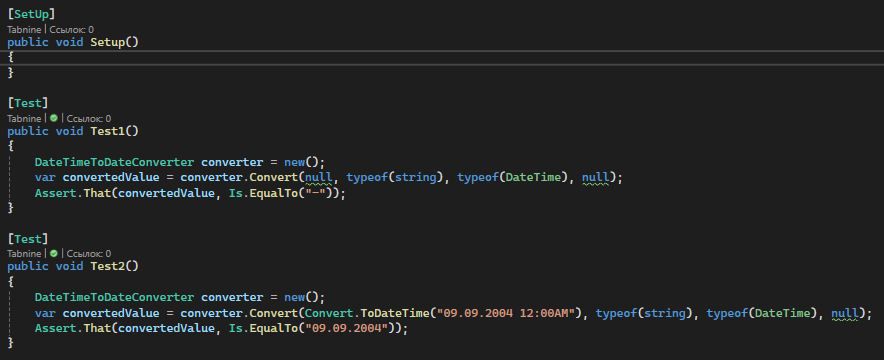 [SetUp]
Tabnine | Ссылок: 0
public void Setup()
{
}
[Test]
Tabnine | Ссылок: 0
public void Test1()
{
DateTimeToDateConverter converter = new();
var convertedValue = converter.Convert(null, typeof(string), typeof(DateTime), null);
Assert.That(convertedValue, Is.EqualTo("—"));
}
[Test]
Tabnine | Ссылок: 0
public void Test2()
{
DateTimeToDateConverter converter = new();
var convertedValue = converter.Convert(Convert.ToDateTime("09.09.2004 12:00AM"), typeof(string), typeof(DateTime), null);
Assert.That(convertedValue, Is.EqualTo("09.09.2004"));
}